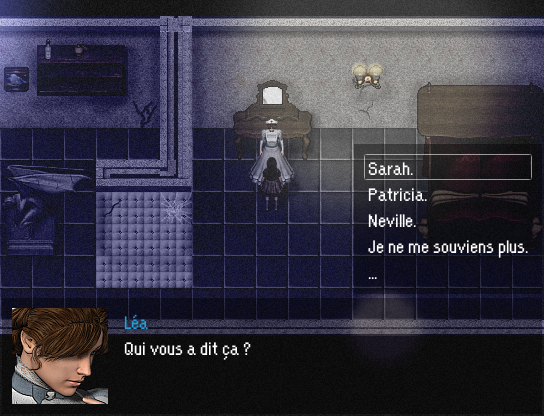 Sarah.
Patricia.
Neville.
Je ne me souviens plus.
...
Léa
Qui vous a dit ça ?